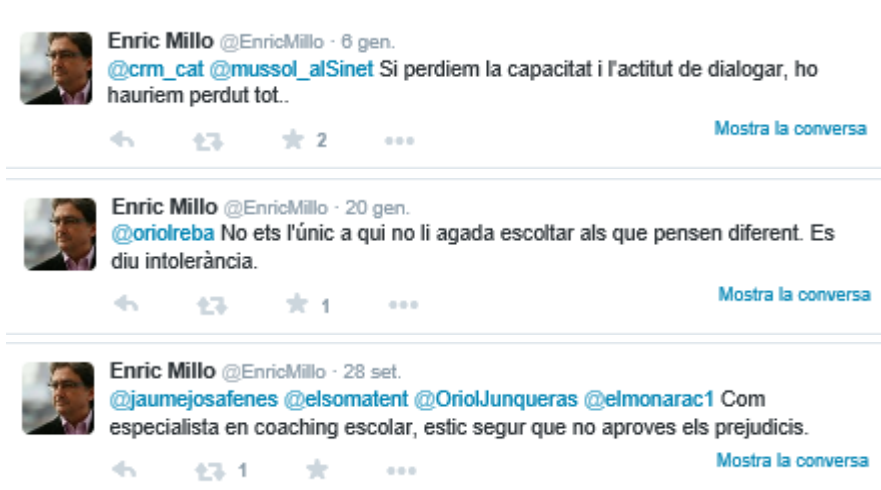 Enric Millo @EnricMillo · 6 gen.
@crm_cat @mussol_alSinet Si perdiem la capacitat i l'actitut de dialogar, ho
hauriem perdut tot..
2
Mostra la conversa
Enric Millo @EnricMillo · 20 gen.
@oriolreba No ets l'únic a qui no li agada escoltar als que pensen diferent. Es
diu intolerància.
1
Mostra la conversa
Enric Millo @EnricMillo · 28 set.
@jaumejosafenes @elsomatent @OriolJunqueras @elmonarac1 Com
especialista en coaching escolar, estic segur que no aproves els prejudicis.
1
Mostra la conversa